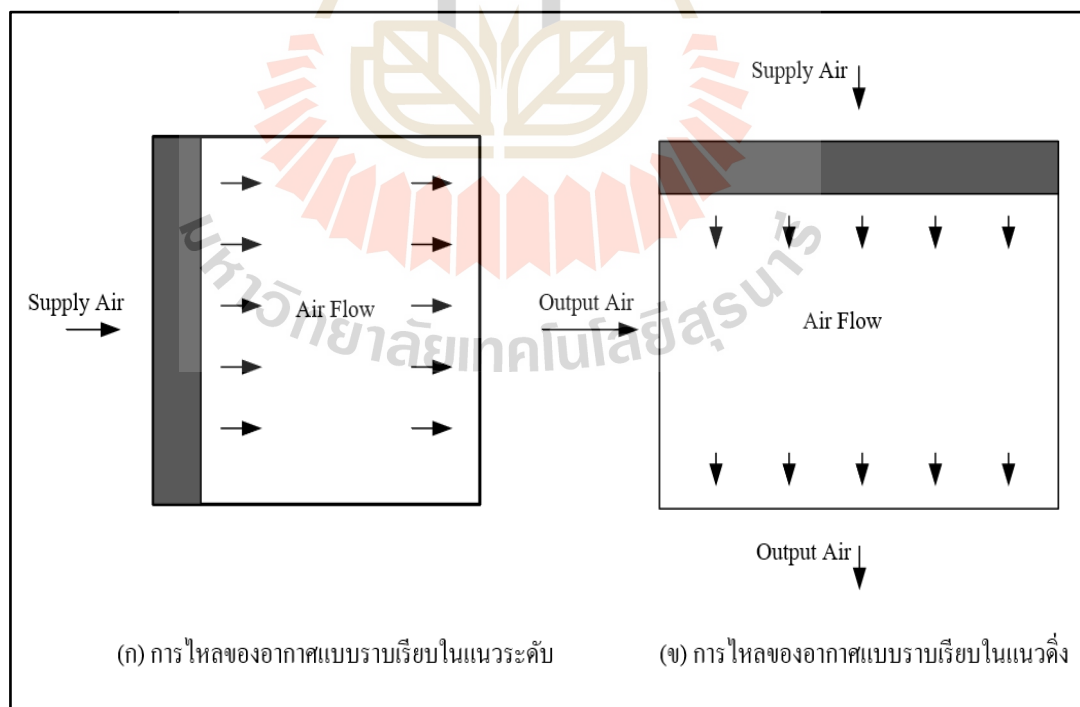 Supply Air
Supply Air
Air Flow
Output Air
Air Flow
Output Air
มหาวิทยาลัยเทคโนโลยีสุรนารี
(ก) การไหลของอากาศแบบราบเรียบในแนวระดับ
(ข) การไหลของอากาศแบบราบเรียบในแนวดิ่ง